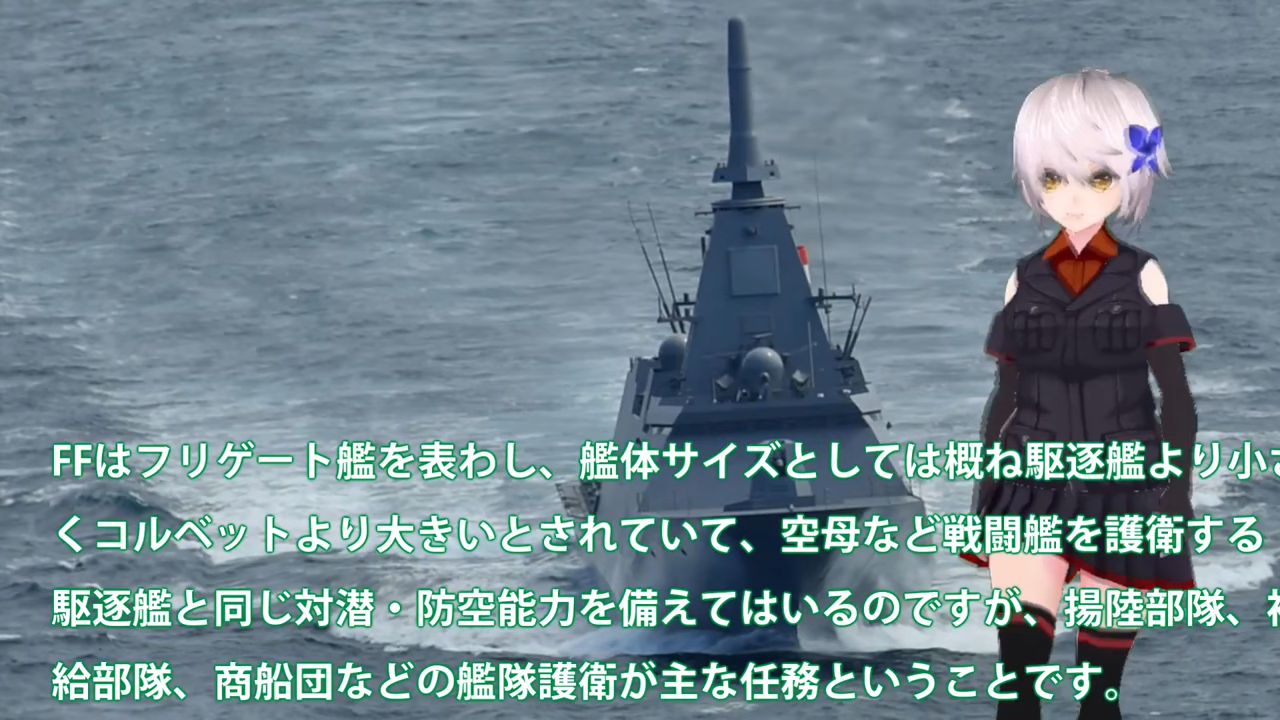 FFはフリゲート艦を表わし、艦体サイズとしては概ね駆逐艦より小さ
くコルベットより大きいとされていて、空母など戦闘艦を護衛する
駆逐艦と同じ対潜・防空能力を備えてはいるのですが、揚陸部隊、補
給部隊、商船団などの艦隊護衛が主な任務ということです。